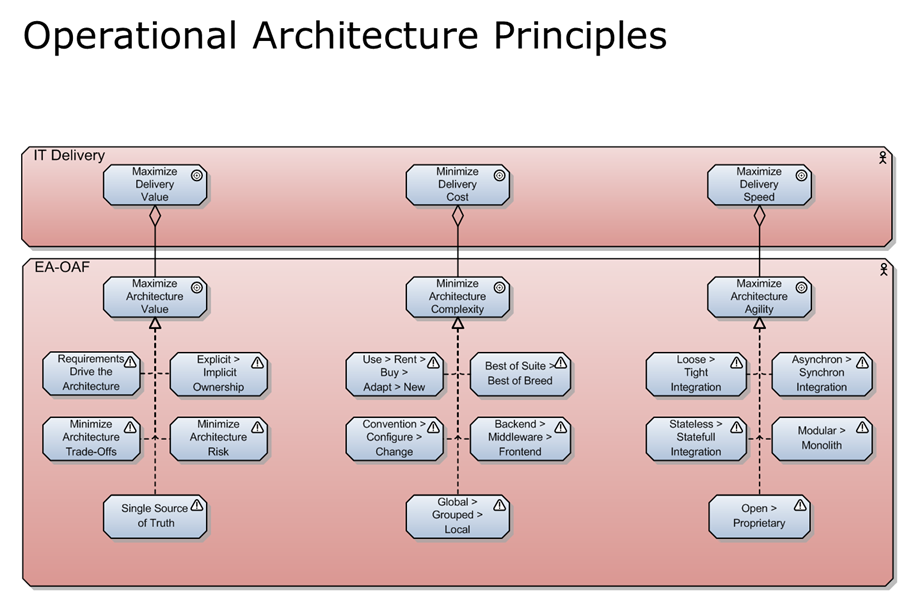 Operational Architecture Principles
IT Delivery
Maximize
Delivery
Value
Minimize
Delivery
Cost
Maximize
Delivery
Speed
EA-OAF
Maximize
Architecture
Value
Minimize
Architecture
Complexity
Maximize
Architecture
Agility
Requirements
Drive the
Architecture
Explicit >
Implicit
Ownership
Use > Rent >
Buy >
Adapt > New
Best of Suite >
Best of Breed
Loose >
Tight
Integration
Asynchron >
Synchron
Integration
Minimize
Architecture
Trade-Offs
Minimize
Architecture
Risk
Convention >
Configure >
Change
Backend >
Middleware >
Frontend
Stateless >
Statefull
Integration
Modular >
Monolith
Single Source
of Truth
Global >
Grouped >
Local
Open >
Proprietary